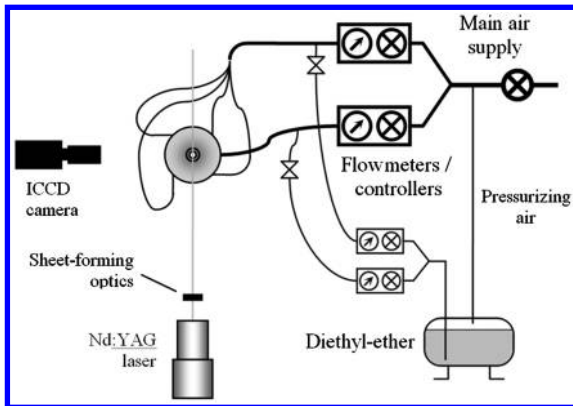 Main air
supply
ICCD
camera
Flowmeters /
controllers
Pressurizing
air
Sheet-forming
optics
Nd:YAG
laser
Diethyl-ether